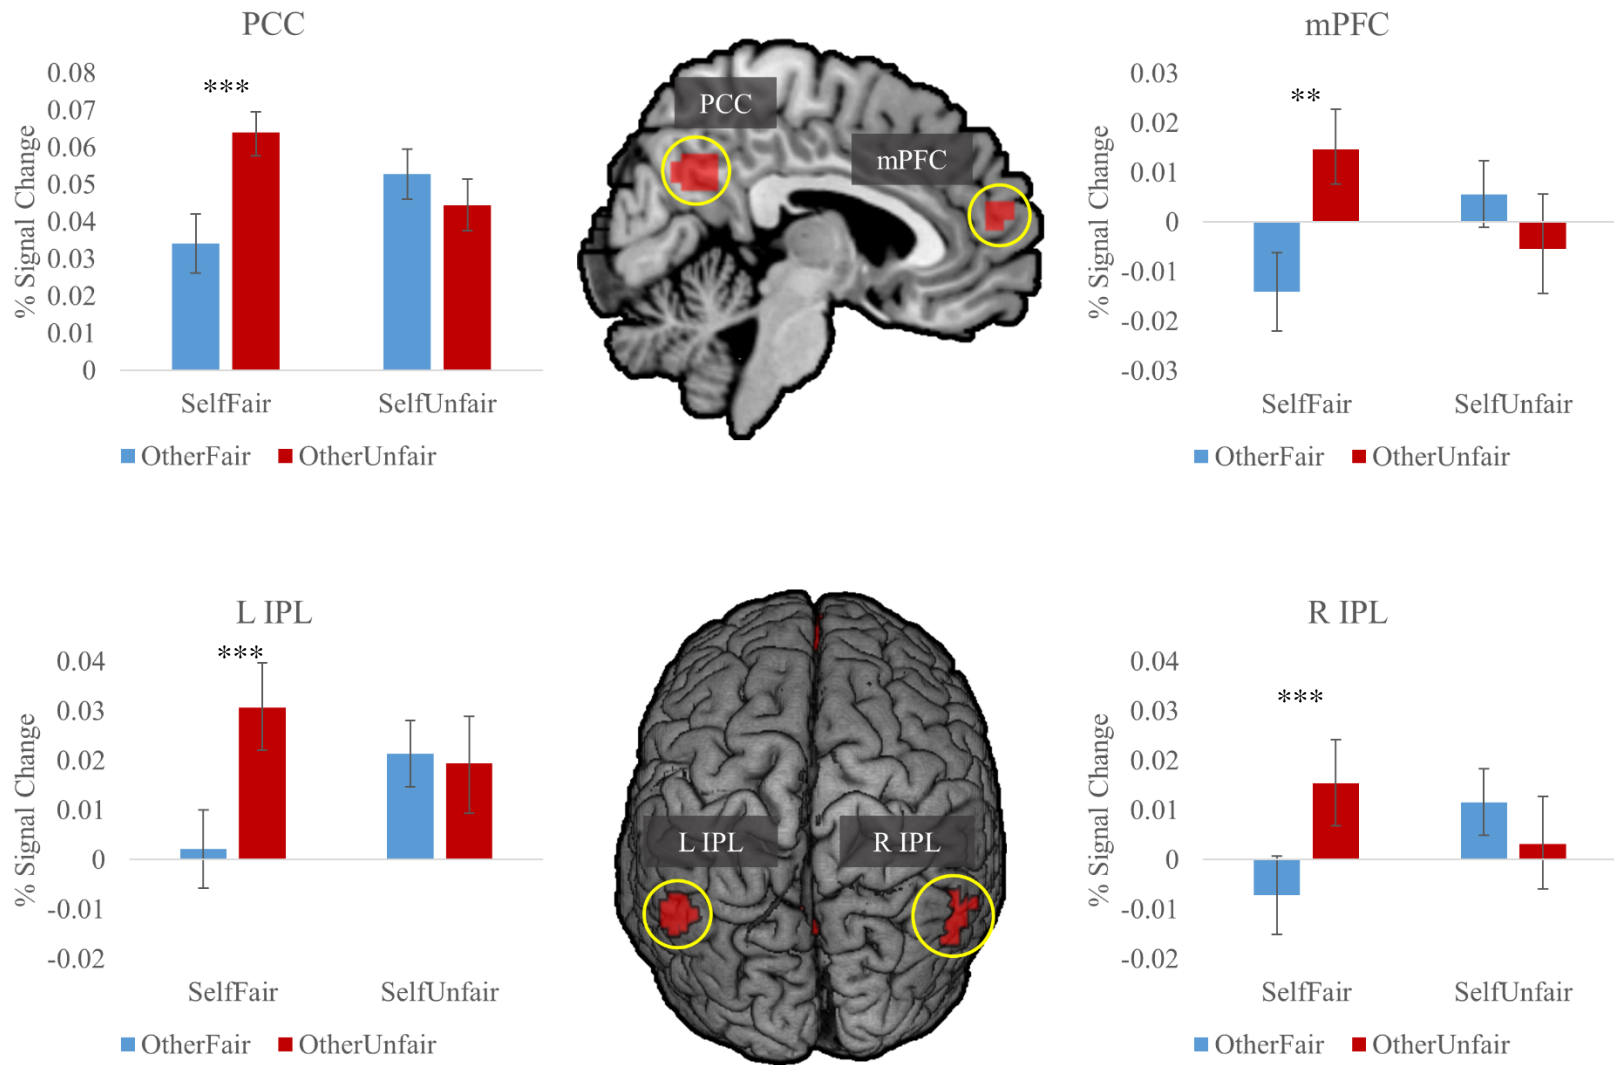 PCC
% Signal Change
0.08
0.07
0.06
0.05
0.04
0.03
0.02
0.01
0
***
SelfFair SelfUnfair
OtherFair OtherUnfair
PCC
mPFC
mPFC
% Signal Change
0.03
0.02
0.01
0
-0.01
-0.02
-0.03
**
SelfFair SelfUnfair
OtherFair OtherUnfair
L IPL
% Signal Change
0.04
0.03
0.02
0.01
0
-0.01
-0.02
***
SelfFair SelfUnfair
OtherFair OtherUnfair
L IPL
R IPL
R IPL
% Signal Change
0.04
0.03
0.02
0.01
0
-0.01
-0.02
***
SelfFair SelfUnfair
OtherFair OtherUnfair